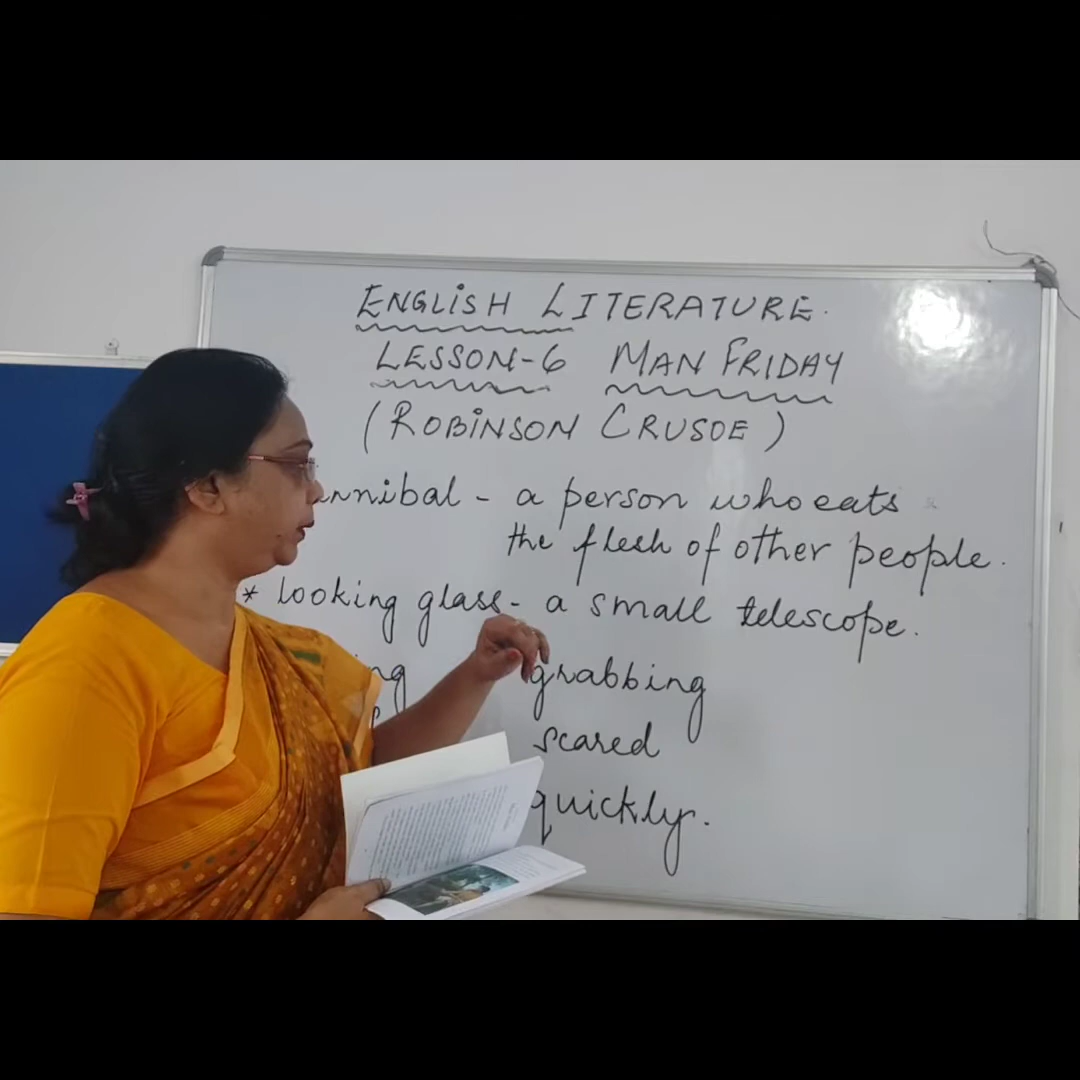 ENGLISH LITERATURE.
LESSON-6 MAN FRIDAY
(ROBINSON CRUSOE)
nnibal - a person who eats
the flesh of other people.
* looking glass - a small telescope.
ng grabbing
scared
quickly.